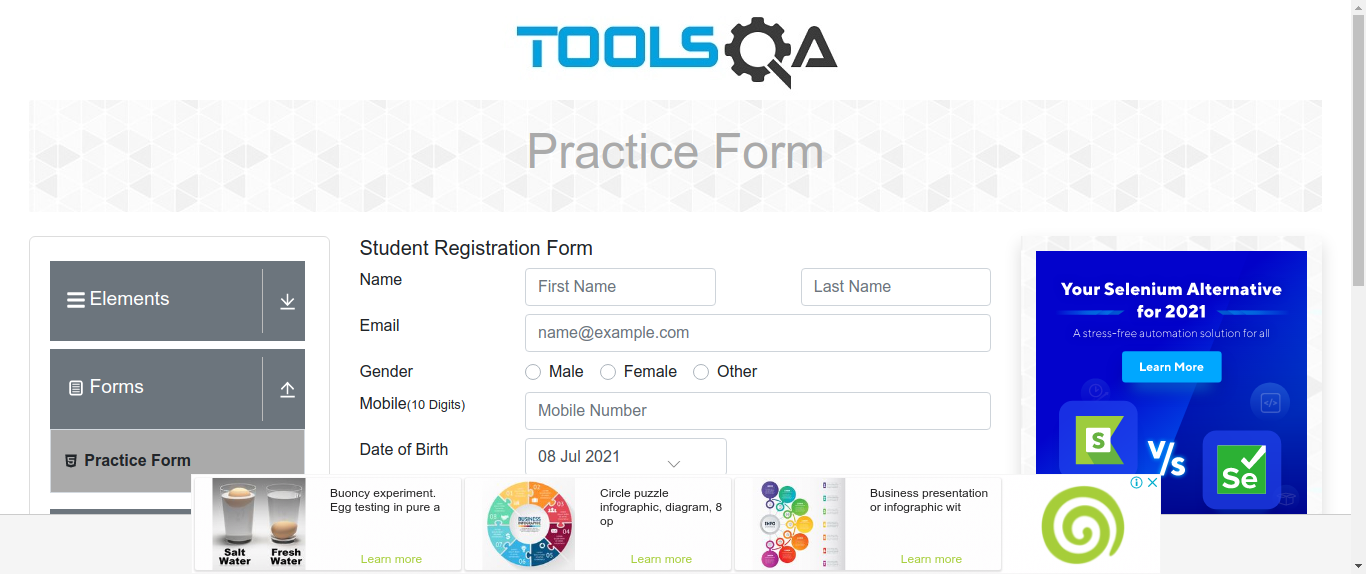 TOOLSQA
Practice Form
Elements
Forms
Practice Form
Student Registration Form
Name
First Name
Last Name
Email
name@example.com
Gender
Male
Female
Other
Mobile(10 Digits)
Mobile Number
Date of Birth
08 Jul 2021
Your Selenium Alternative
for 2021
A stress-free automation solution for all
Learn More
S
V/s
Se
Salt
Water
Fresh
Water
Buoncy experiment.
Egg testing in pure a
Learn more
BUSINESS
INFOGRAPHIC
Circle puzzle
infographic, diagram, 8
op
Learn more
INFO
Business presentation
or infographic wit
Learn more